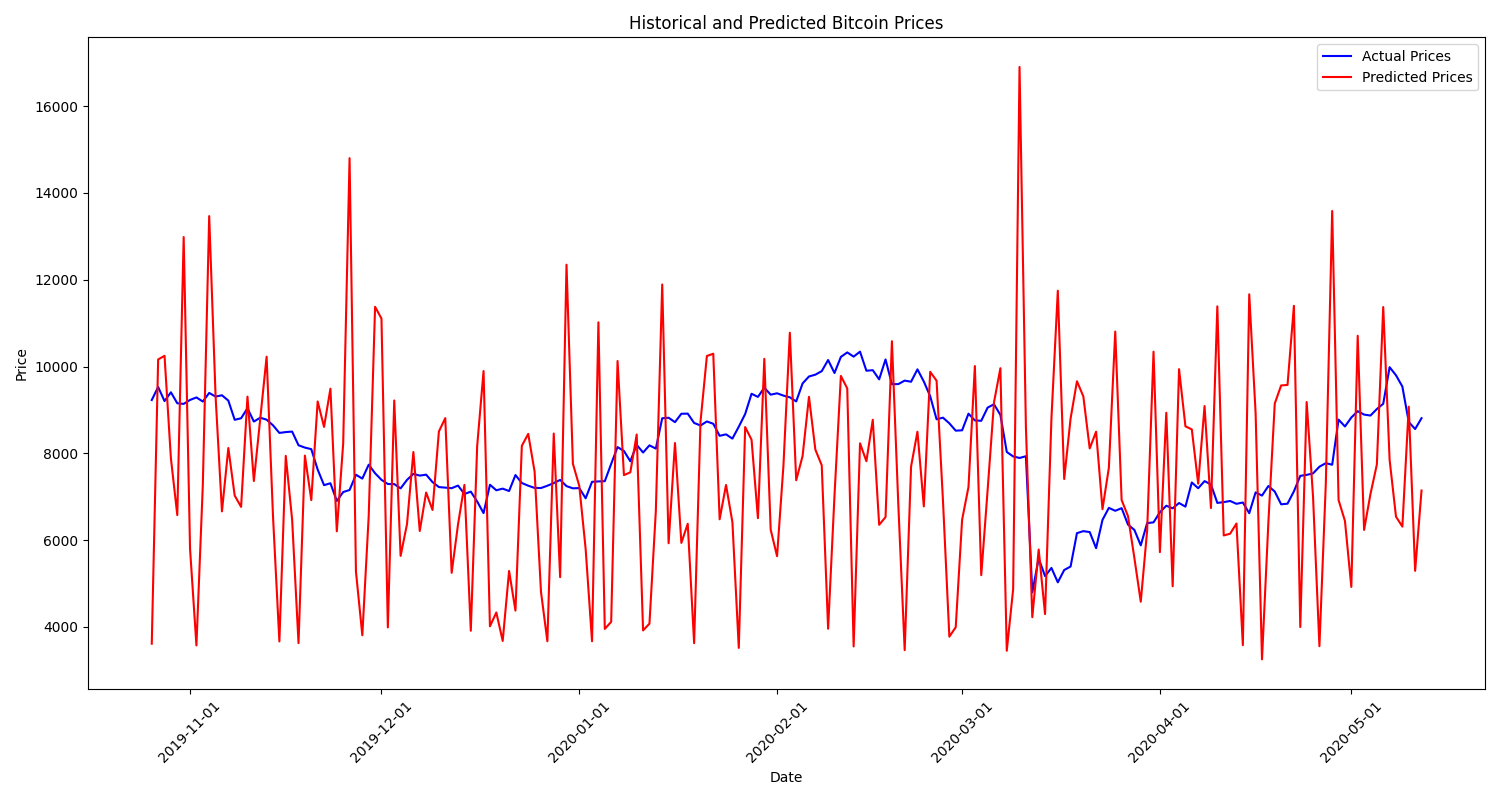 Historical and Predicted Bitcoin Prices
Actual Prices
Predicted Prices
16000
14000
12000
10000
8000
6000
4000
Price
2019-11-01
2019-12-01
2020-01-01
2020-02-01
2020-03-01
2020-04-01
2020-05-01
Date